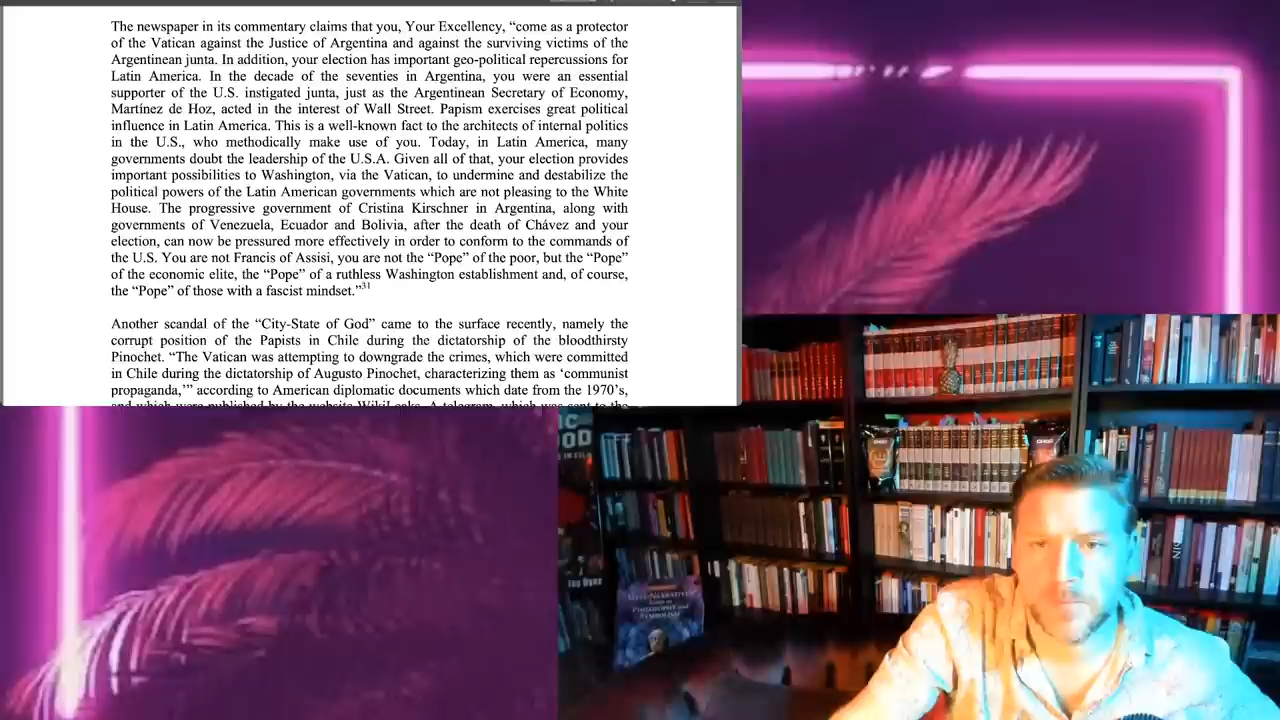 The newspaper in its commentary claims that you, Your Excellency, “come as a protector
of the Vatican against the Justice of Argentina and against the surviving victims of the
Argentinean junta. In addition, your election has important geo-political repercussions for
Latin America. In the decade of the seventies in Argentina, you were an essential
supporter of the U.S. instigated junta, just as the Argentinean Secretary of Economy,
Martínez de Hoz, acted in the interest of Wall Street. Papism exercises great political
influence in Latin America. This is a well-known fact to the architects of internal politics
in the U.S., who methodically make use of you. Today, in Latin America, many
governments doubt the leadership of the U.S.A. Given all of that, your election provides
important possibilities to Washington, via the Vatican, to undermine and destabilize the
political powers of the Latin American governments which are not pleasing to the White
House. The progressive government of Cristina Kirschner in Argentina, along with
governments of Venezuela, Ecuador and Bolivia, after the death of Chávez and your
election, can now be pressured more effectively in order to conform to the commands of
the U.S. You are not Francis of Assisi, you are not the “Pope” of the poor, but the “Pope”
of the economic elite, the “Pope” of a ruthless Washington establishment and, of course,
the “Pope” of those with a fascist mindset.”31
Another scandal of the “City-State of God” came to the surface recently, namely the
corrupt position of the Papists in Chile during the dictatorship of the bloodthirsty
Pinochet. “The Vatican was attempting to downgrade the crimes, which were committed
in Chile during the dictatorship of Augusto Pinochet, characterizing them as ‘communist
propaganda,’” according to American diplomatic documents which date from the 1970’s,
and which were published by the website WikiLeaks. A telegram, which was sent to the